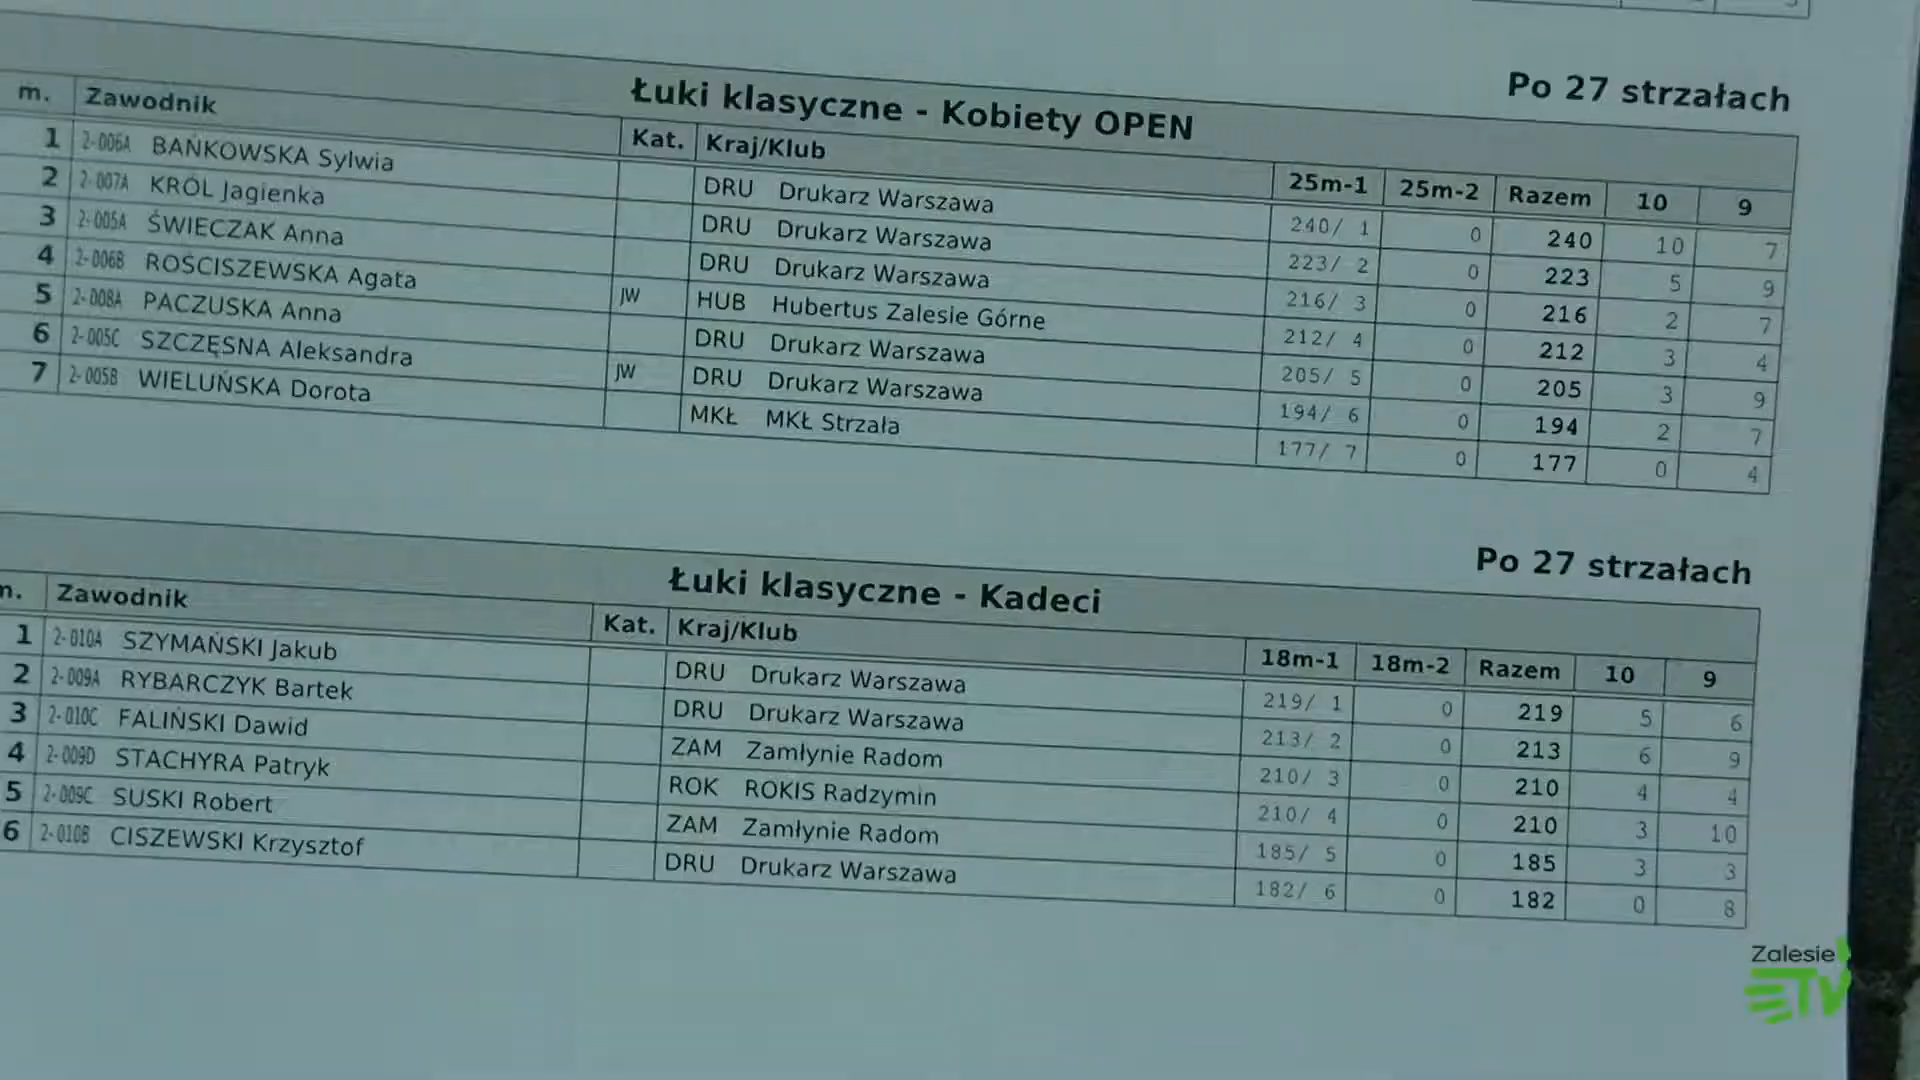 Po 27 strzałach
Łuki klasyczne - Kobiety OPEN
m. Zawodnik Kat. Kraj/Klub 25m-1 25m-2 Razem 10 9
1 2-006A BAŃKOWSKA Sylwia DRU Drukarz Warszawa 240/ 1 0 240 10 7
2 2-007A KRÓL Jagienka DRU Drukarz Warszawa 223/ 2 0 223 5 9
3 2-005A ŚWIECZAK Anna DRU Drukarz Warszawa 216/ 3 0 216 2 7
4 2-006B ROŚCISZEWSKA Agata JW HUB Hubertus Zalesie Górne 212/ 4 0 212 3 4
5 2-008A PACZUSKA Anna DRU Drukarz Warszawa 205/ 5 0 205 3 9
6 2-005C SZCZĘSNA Aleksandra JW DRU Drukarz Warszawa 194/ 6 0 194 2 7
7 2-005B WIELUŃSKA Dorota MKŁ MKŁ Strzała 177/ 7 0 177 0 4
Po 27 strzałach
Łuki klasyczne - Kadeci
m. Zawodnik Kat. Kraj/Klub 18m-1 18m-2 Razem 10 9
1 2-010A SZYMAŃSKI Jakub DRU Drukarz Warszawa 219/ 1 0 219 5 6
2 2-009A RYBARCZYK Bartek DRU Drukarz Warszawa 213/ 2 0 213 6 9
3 2-010C FALIŃSKI Dawid ZAM Zamłynie Radom 210/ 3 0 210 4 4
4 2-009D STACHYRA Patryk ROK ROKIS Radzymin 210/ 4 0 210 3 10
5 2-009C SUSKI Robert ZAM Zamłynie Radom 185/ 5 0 185 3 3
6 2-010B CISZEWSKI Krzysztof DRU Drukarz Warszawa 182/ 6 0 182 0 8
Zalesie
TV